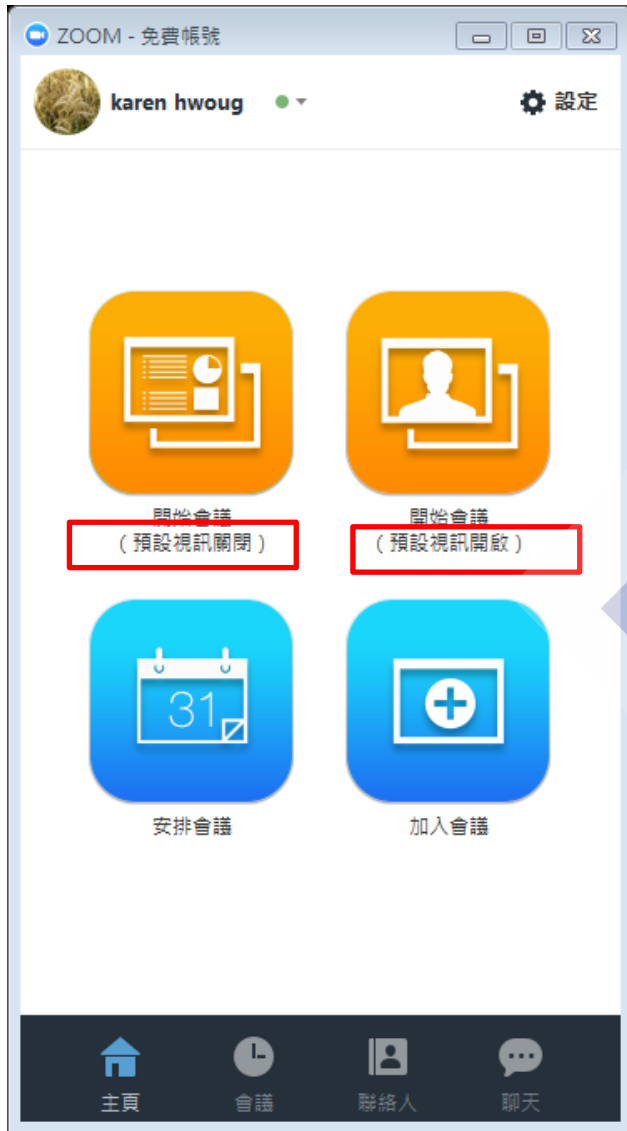 ZOOM - 免費帳號
karen hwoug
設定
開始會議
（預設視訊關閉）
開始會議
（預設視訊開啟）
31
安排會議
加入會議
主頁
會議
聯絡人
聊天